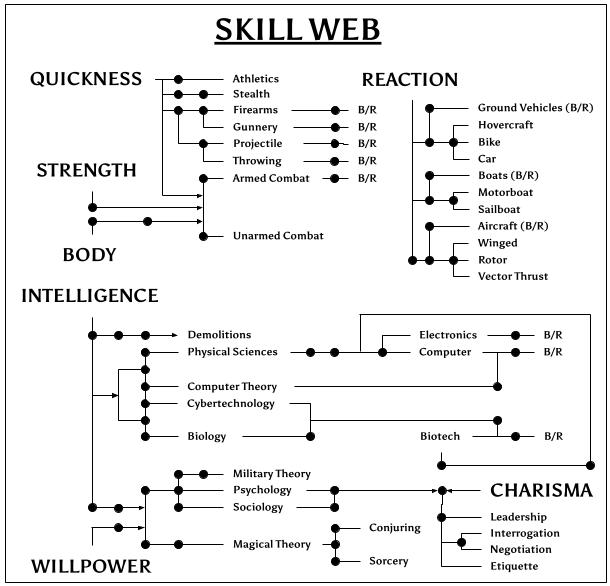 SKILL WEB
QUICKNESS
Athletics
Stealth
Firearms B/R
Gunnery B/R
Projectile B/R
Throwing B/R
Armed Combat B/R
Unarmed Combat
STRENGTH
BODY
REACTION
Ground Vehicles (B/R)
Hovercraft
Bike
Car
Boats (B/R)
Motorboat
Sailboat
Aircraft (B/R)
Winged
Rotor
Vector Thrust
INTELLIGENCE
Demolitions
Electronics B/R
Physical Sciences Computer B/R
Computer Theory
Cybertechnology
Biology Biotech B/R
Military Theory
Psychology
Sociology
Magical Theory
Conjuring
Sorcery
WILLPOWER
CHARISMA
Leadership
Interrogation
Negotiation
Etiquette